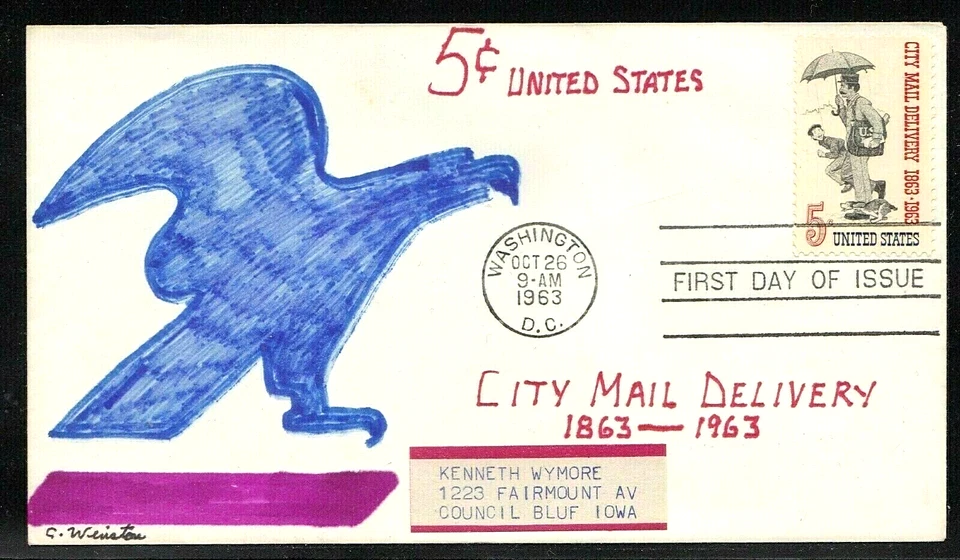 5¢ UNITED STATES
CITY MAIL DELIVERY 1863-1963
U.S.
5¢ UNITED STATES
WASHINGTON
OCT 26
9-AM
1963
D.C.
FIRST DAY OF ISSUE
CITY MAIL DELIVERY
1863—1963
KENNETH WYMORE
1223 FAIRMOUNT AV
COUNCIL BLUF IOWA
C. Weinston